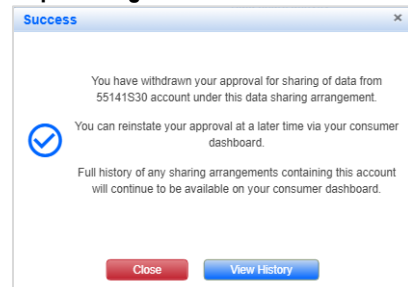 Success ×
You have withdrawn your approval for sharing of data from
55141S30 account under this data sharing arrangement.
You can reinstate your approval at a later time via your consumer
dashboard.
Full history of any sharing arrangements containing this account
will continue to be available on your consumer dashboard.
Close View History